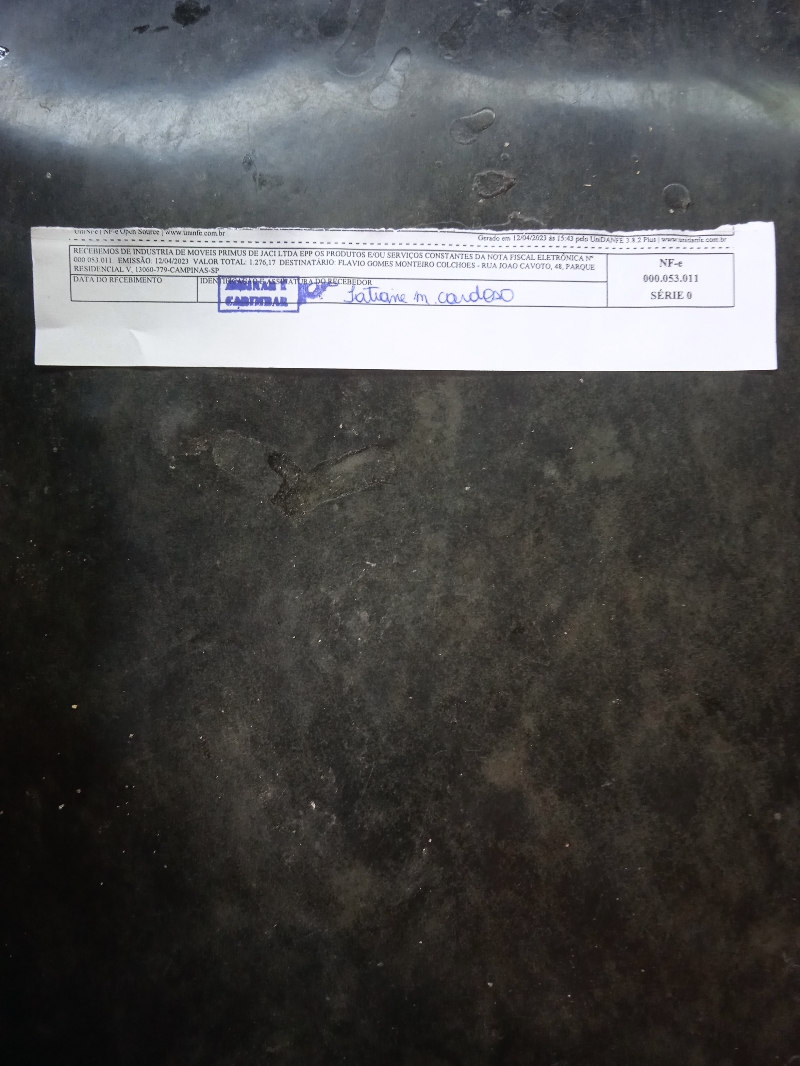 UniNFe | NF-e Open Source | www.uninfe.com.br
Gerado em 12/04/2023 às 15:43 pelo UniDANFE 3.8.2 Plus | www.unidanfe.com.br
RECEBEMOS DE INDUSTRIA DE MOVEIS PRIMUS DE JACI LTDA EPP OS PRODUTOS E/OU SERVIÇOS CONSTANTES DA NOTA FISCAL ELETRÔNICA Nº
000.053.011 EMISSÃO: 12/04/2023 VALOR TOTAL: 1.276,17 DESTINATÁRIO: FLAVIO GOMES MONTEIRO COLCHOES - RUA JOAO CAVOTO, 48, PARQUE
RESIDENCIAL V, 13060-779-CAMPINAS-SP
NF-e
000.053.011
SÉRIE 0
DATA DO RECEBIMENTO
IDENTIFICAÇÃO E ASSINATURA DO RECEBEDOR
ASSINAR E
CARIMBAR
Tatiane m. cardoso